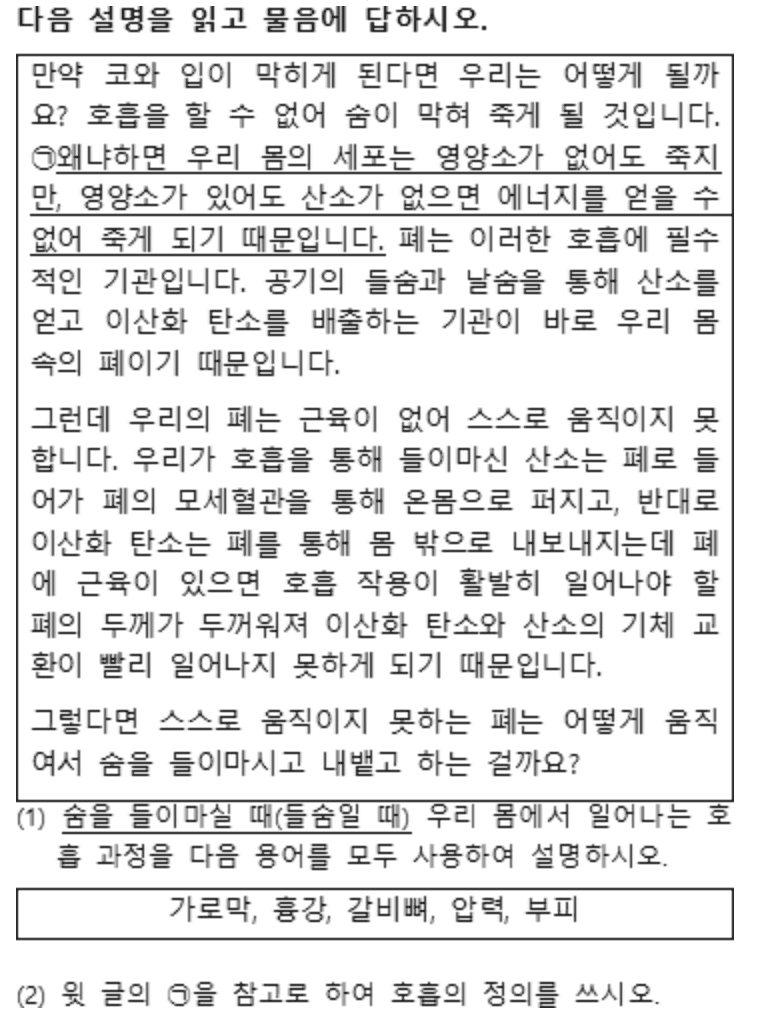 다음 설명을 읽고 물음에 답하시오.
만약 코와 입이 막히게 된다면 우리는 어떻게 될까
요? 호흡을 할 수 없어 숨이 막혀 죽게 될 것입니다.
㉠왜냐하면 우리 몸의 세포는 영양소가 없어도 죽지
만, 영양소가 있어도 산소가 없으면 에너지를 얻을 수
없어 죽게 되기 때문입니다. 폐는 이러한 호흡에 필수
적인 기관입니다. 공기의 들숨과 날숨을 통해 산소를
얻고 이산화 탄소를 배출하는 기관이 바로 우리 몸
속의 폐이기 때문입니다.
그런데 우리의 폐는 근육이 없어 스스로 움직이지 못
합니다. 우리가 호흡을 통해 들이마신 산소는 폐로 들
어가 폐의 모세혈관을 통해 온몸으로 퍼지고, 반대로
이산화 탄소는 폐를 통해 몸 밖으로 내보내지는데 폐
에 근육이 있으면 호흡 작용이 활발히 일어나야 할
폐의 두께가 두꺼워져 이산화 탄소와 산소의 기체 교
환이 빨리 일어나지 못하게 되기 때문입니다.
그렇다면 스스로 움직이지 못하는 폐는 어떻게 움직
여서 숨을 들이마시고 내뱉고 하는 걸까요?
(1) 숨을 들이마실 때(들숨일 때) 우리 몸에서 일어나는 호
흡 과정을 다음 용어를 모두 사용하여 설명하시오.
가로막, 흉강, 갈비뼈, 압력, 부피
(2) 윗 글의 ㉠을 참고로 하여 호흡의 정의를 쓰시오.